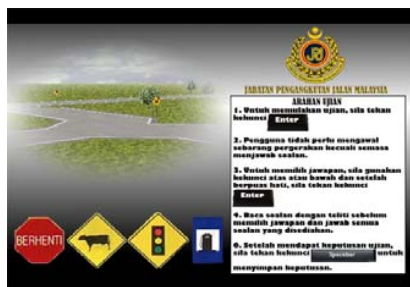 JABATAN PENGANGKUTAN JALAN MALAYSIA
ARAHAN UJIAN
1. Untuk memulakan ujian, sila tekan
kekunci Enter
2. Pengguna tidak perlu mengawal
sebarang pergerakan kecuali semasa
menjawab soalan.
3. Untuk memilih jawapan, sila gunakan
kekunci atas atau bawah dan setelah
berpuas hati, sila tekan kekunci
Enter
4. Baca soalan dengan teliti sebelum
memilih jawapan dan jawab semua
soalan yang disediakan.
6. Setelah mendapat keputusan ujian,
sila tekan kekunci Spacebar untuk
menyimpan keputusan.
BERHENTI